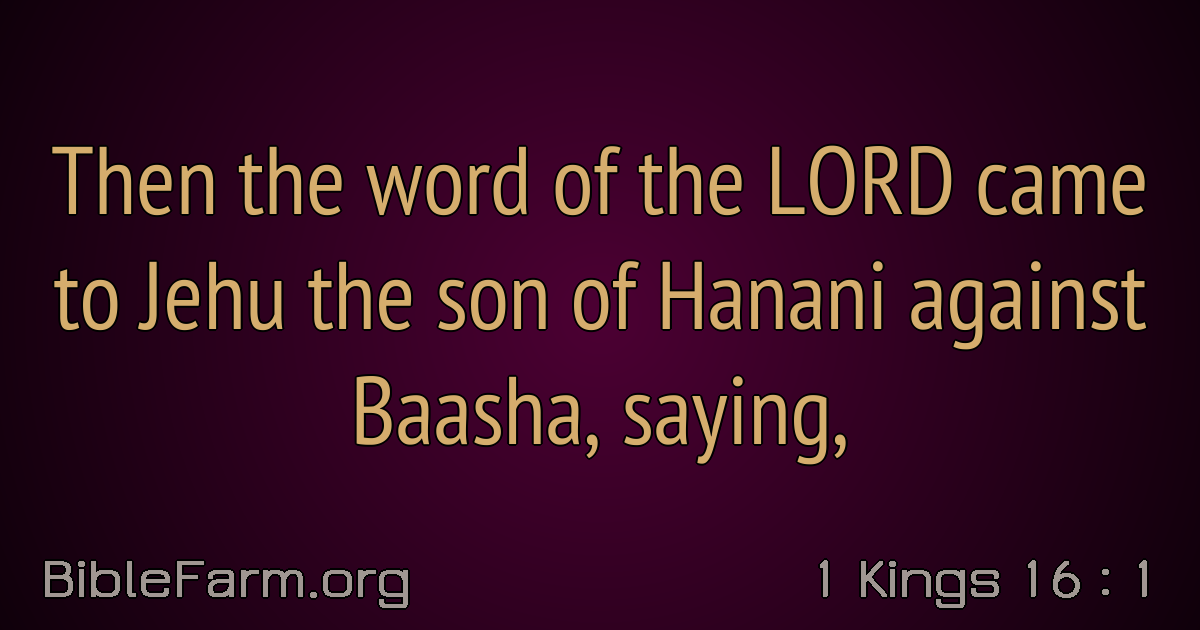 Then the word of the LORD came
to Jehu the son of Hanani against
Baasha, saying,
BibleFarm.org
1 Kings 16 : 1